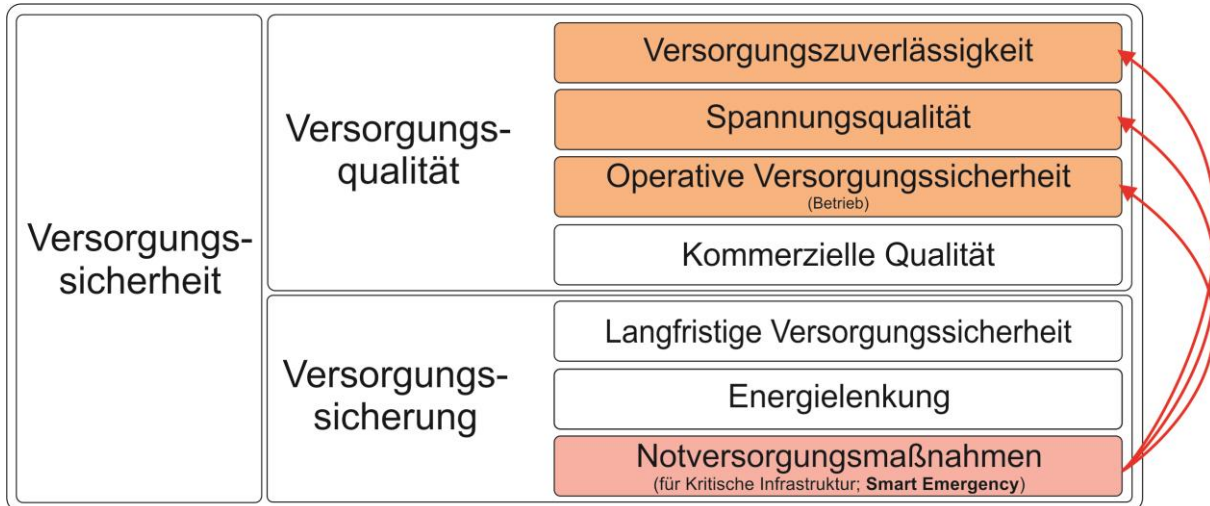 Versorgungs-
sicherheit
Versorgungs-
qualität
Versorgungszuverlässigkeit
Spannungsqualität
Operative Versorgungssicherheit
(Betrieb)
Kommerzielle Qualität
Versorgungs-
sicherung
Langfristige Versorgungssicherheit
Energielenkung
Notversorgungsmaßnahmen
(für Kritische Infrastruktur; Smart Emergency)